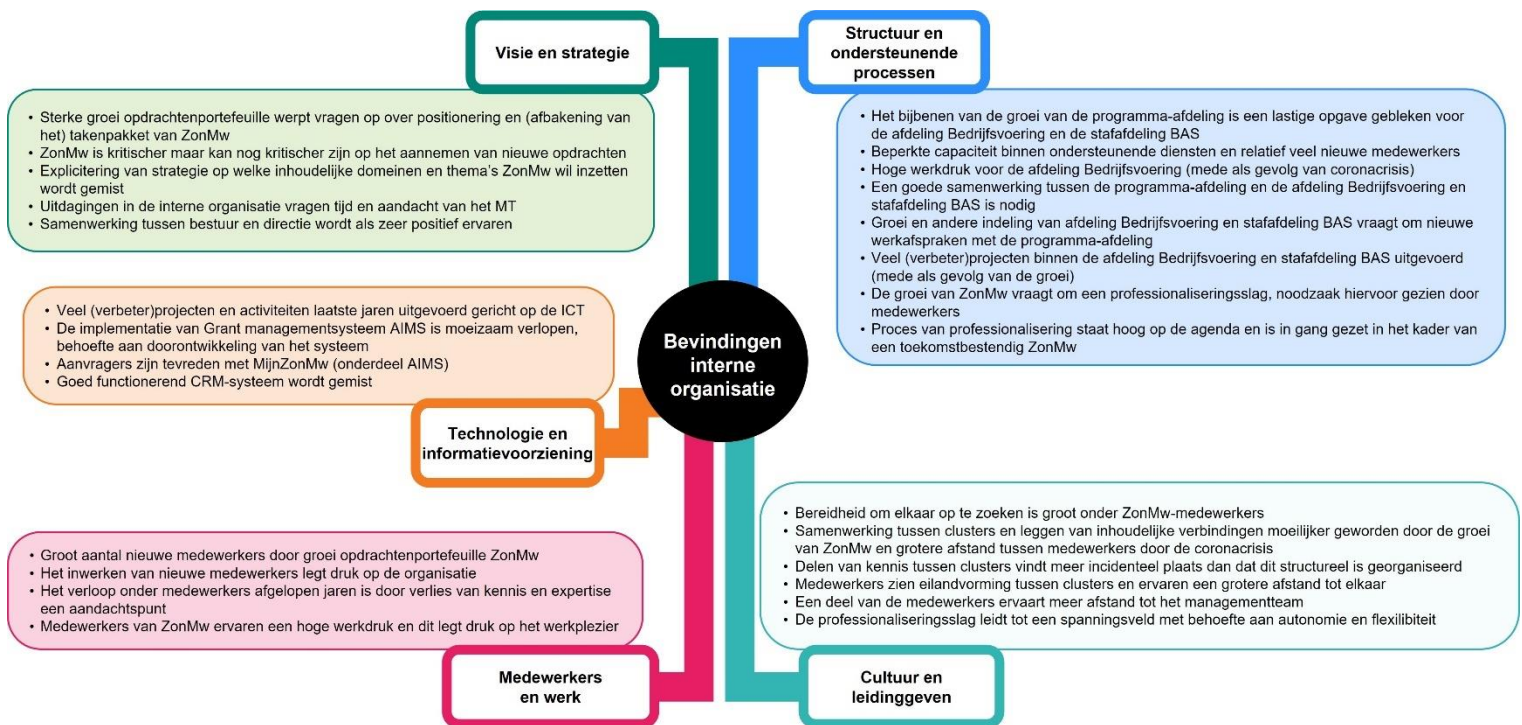 Visie en strategie
• Sterke groei opdrachtenportefeuille werpt vragen op over positionering en (afbakening van
het) takenpakket van ZonMw
• ZonMw is kritischer maar kan nog kritischer zijn op het aannemen van nieuwe opdrachten
• Explicitering van strategie op welke inhoudelijke domeinen en thema's ZonMw wil inzetten
wordt gemist
• Uitdagingen in de interne organisatie vragen tijd en aandacht van het MT
• Samenwerking tussen bestuur en directie wordt als zeer positief ervaren
Structuur en
ondersteunende
processen
• Het bijbenen van de groei van de programma-afdeling is een lastige opgave gebleken voor
de afdeling Bedrijfsvoering en de stafafdeling BAS
• Beperkte capaciteit binnen ondersteunende diensten en relatief veel nieuwe medewerkers
• Hoge werkdruk voor de afdeling Bedrijfsvoering (mede als gevolg van coronacrisis)
• Een goede samenwerking tussen de programma-afdeling en de afdeling Bedrijfsvoering en
stafafdeling BAS is nodig
• Groei en andere indeling van afdeling Bedrijfsvoering en stafafdeling BAS vraagt om nieuwe
werkafspraken met de programma-afdeling
• Veel (verbeter)projecten binnen de afdeling Bedrijfsvoering en stafafdeling BAS uitgevoerd
(mede als gevolg van de groei)
• De groei van ZonMw vraagt om een professionaliseringsslag, noodzaak hiervoor gezien door
medewerkers
• Proces van professionalisering staat hoog op de agenda en is in gang gezet in het kader van
een toekomstbestendig ZonMw
• Veel (verbeter)projecten en activiteiten laatste jaren uitgevoerd gericht op de ICT
• De implementatie van Grant managementsysteem AIMS is moeizaam verlopen,
behoefte aan doorontwikkeling van het systeem
• Aanvragers zijn tevreden met MijnZonMw (onderdeel AIMS)
• Goed functionerend CRM-systeem wordt gemist
Technologie en
informatievoorziening
Bevindingen
interne
organisatie
• Groot aantal nieuwe medewerkers door groei opdrachtenportefeuille ZonMw
• Het inwerken van nieuwe medewerkers legt druk op de organisatie
• Het verloop onder medewerkers afgelopen jaren is door verlies van kennis en expertise
een aandachtspunt
• Medewerkers van ZonMw ervaren een hoge werkdruk en dit legt druk op het werkplezier
Medewerkers
en werk
• Bereidheid om elkaar op te zoeken is groot onder ZonMw-medewerkers
• Samenwerking tussen clusters en leggen van inhoudelijke verbindingen moeilijker geworden door de groei
van ZonMw en grotere afstand tussen medewerkers door de coronacrisis
• Delen van kennis tussen clusters vindt meer incidenteel plaats dan dat dit structureel is georganiseerd
• Medewerkers zien eilandvorming tussen clusters en ervaren een grotere afstand tot elkaar
• Een deel van de medewerkers ervaart meer afstand tot het managementteam
• De professionaliseringsslag leidt tot een spanningsveld met behoefte aan autonomie en flexibiliteit
Cultuur en
leidinggeven